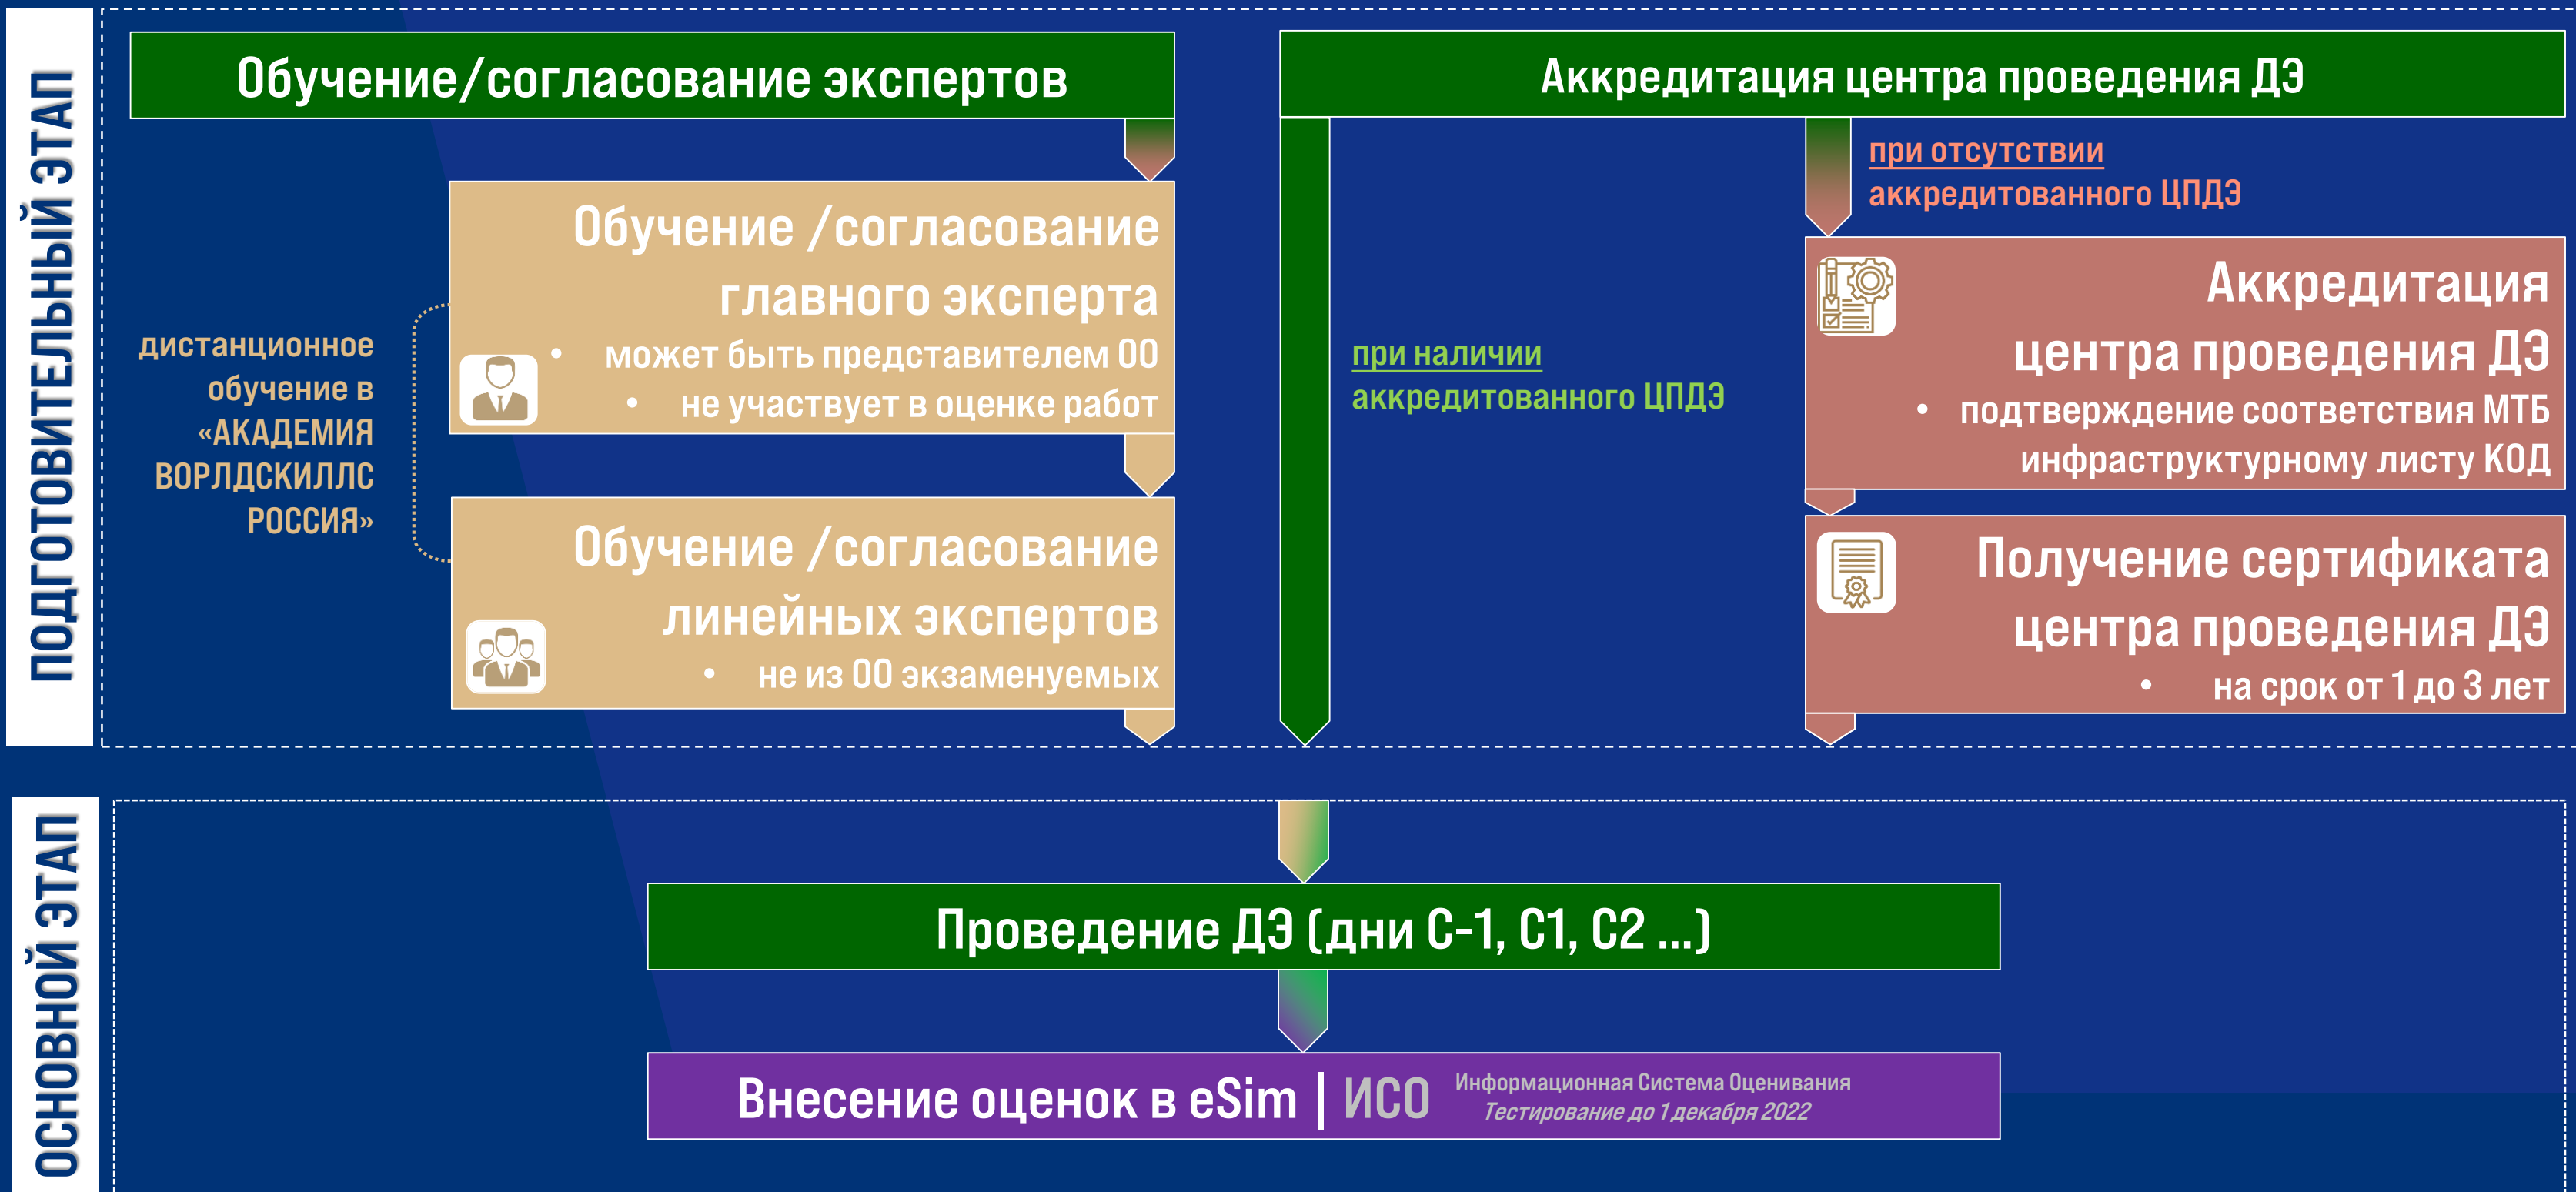 ПОДГОТОВИТЕЛЬНЫЙ ЭТАП
Обучение/согласование экспертов
Обучение /согласование
главного эксперта
• может быть представителем ОО
• не участвует в оценке работ
дистанционное
обучение в
«АКАДЕМИЯ
ВОРЛДСКИЛЛС
РОССИЯ»
Обучение /согласование
линейных экспертов
• не из ОО экзаменуемых
Аккредитация центра проведения ДЭ
при наличии
аккредитованного ЦПДЭ
при отсутствии
аккредитованного ЦПДЭ
Аккредитация
центра проведения ДЭ
• подтверждение соответствия МТБ
инфраструктурному листу КОД
Получение сертификата
центра проведения ДЭ
• на срок от 1 до 3 лет
ОСНОВНОЙ ЭТАП
Проведение ДЭ (дни С-1, С1, С2 ...)
Внесение оценок в eSim | ИСО
Информационная Система Оценивания
Тестирование до 1 декабря 2022